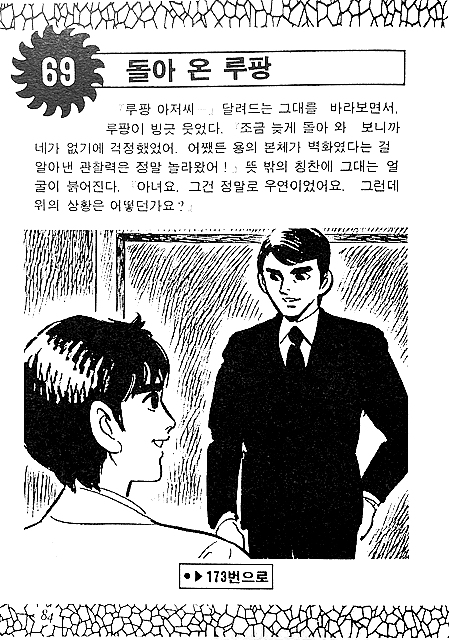 69 돌아 온 루팡
『루팡 아저씨―』 달려드는 그대를 바라보면서,
루팡이 빙긋 웃었다. 『조금 늦게 돌아 와 보니까
네가 없기에 걱정했었어. 어쨌든 용의 본체가 벽화였다는 걸
알아낸 관찰력은 정말 놀라왔어!』 뜻 밖의 칭찬에 그대는 얼
굴이 붉어진다. 『아녀요. 그건 정말로 우연이었어요. 그런데
위의 상황은 어떻던가요?』
●▶173번으로
84